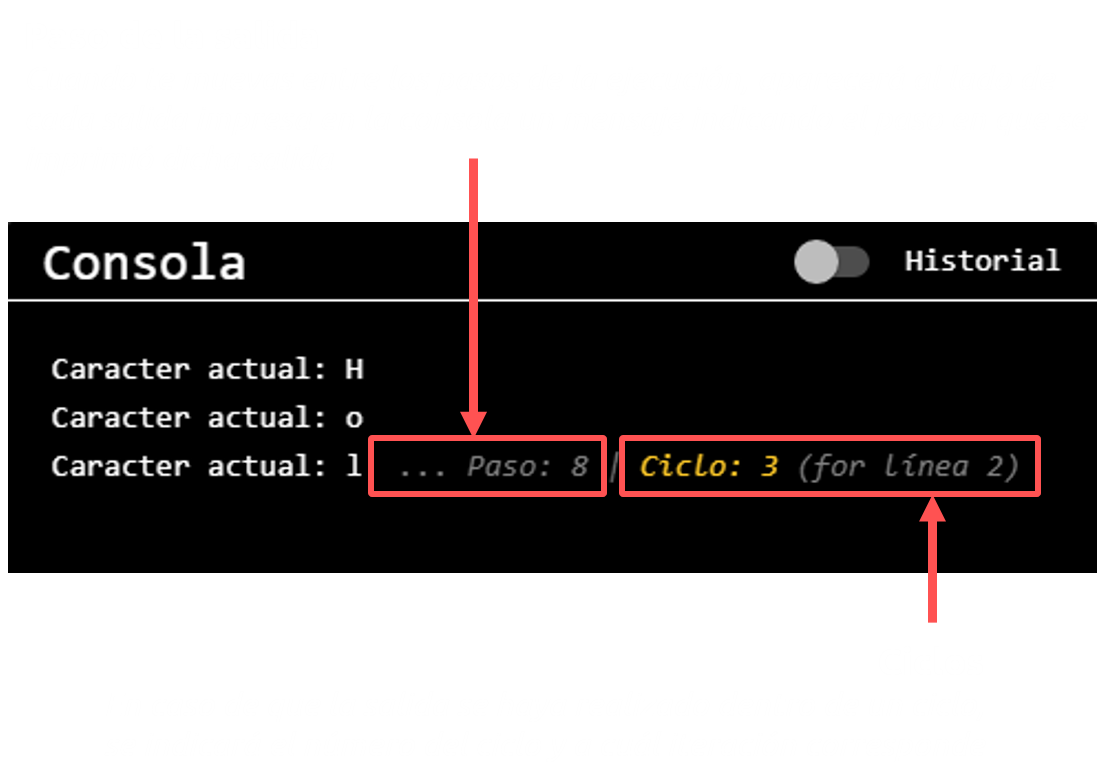 Consola
Historial
Caracter actual: H
Caracter actual: o
Caracter actual: l ... Paso: 8 | Ciclo: 3 (for línea 2)